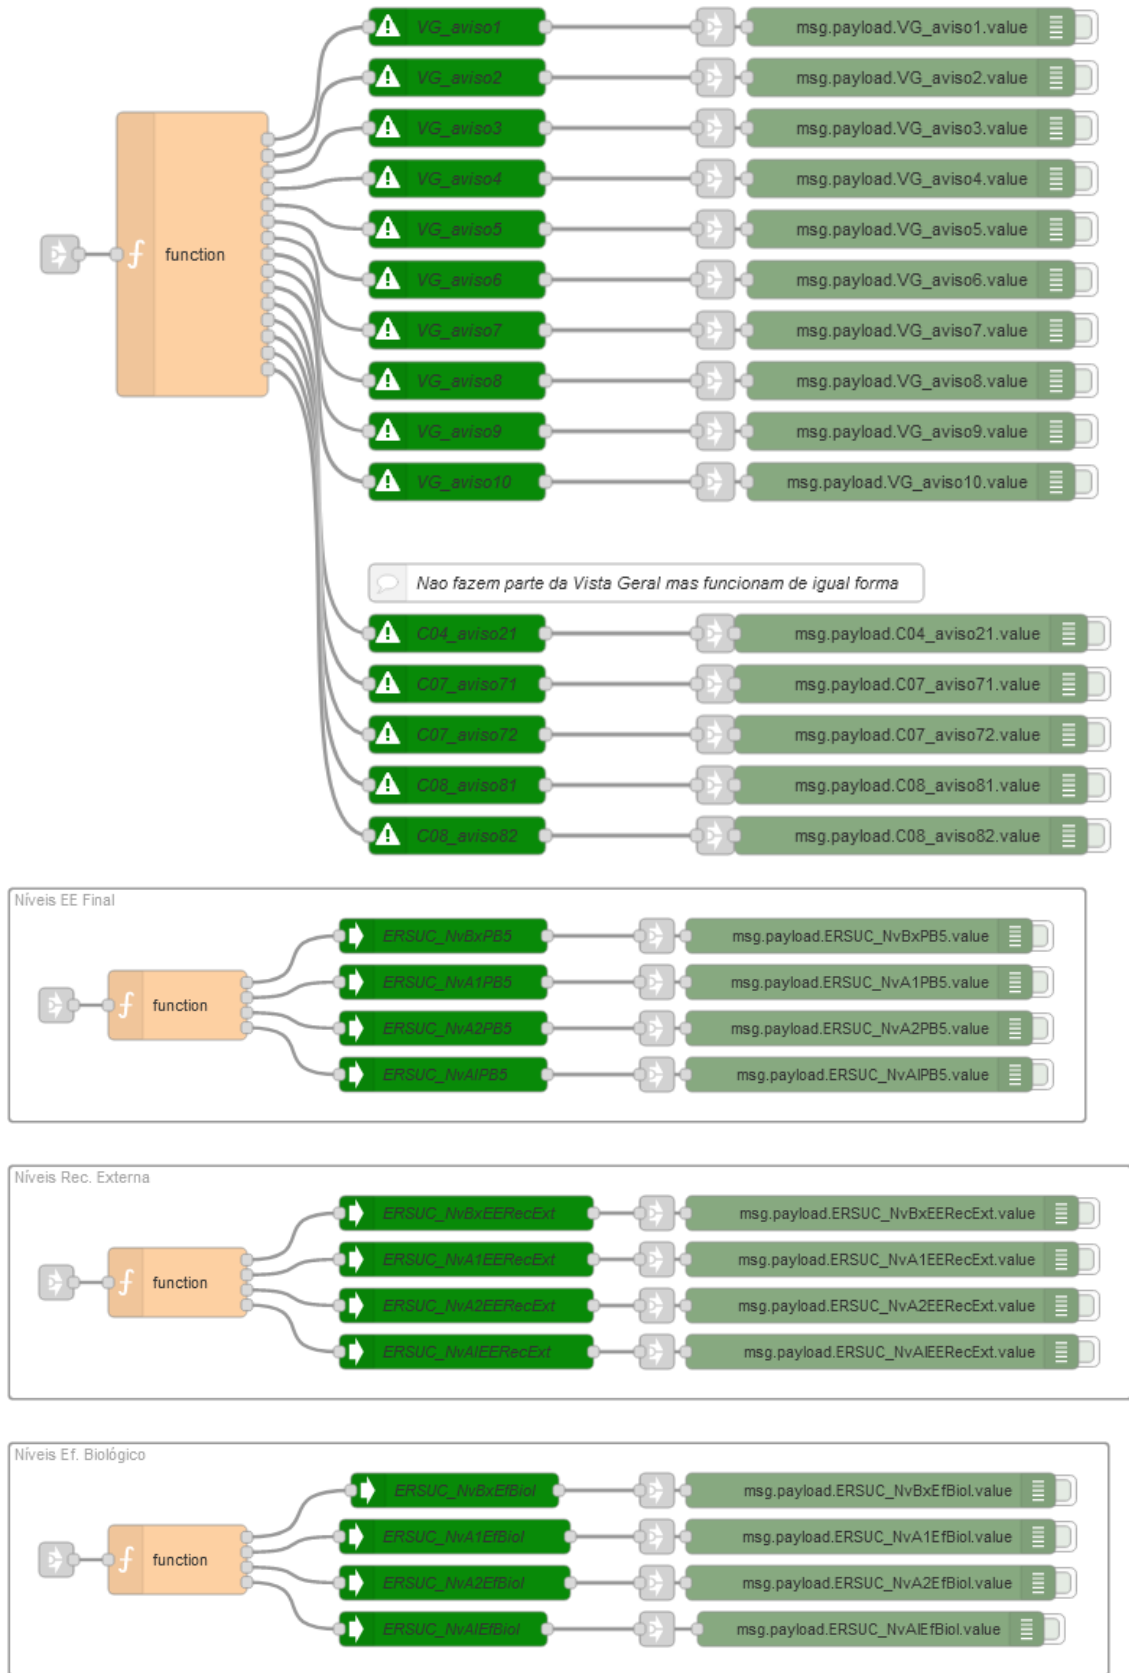 VG_aviso1 msg.payload.VG_aviso1.value
VG_aviso2 msg.payload.VG_aviso2.value
VG_aviso3 msg.payload.VG_aviso3.value
VG_aviso4 msg.payload.VG_aviso4.value
VG_aviso5 msg.payload.VG_aviso5.value
function
VG_aviso6 msg.payload.VG_aviso6.value
VG_aviso7 msg.payload.VG_aviso7.value
VG_aviso8 msg.payload.VG_aviso8.value
VG_aviso9 msg.payload.VG_aviso9.value
VG_aviso10 msg.payload.VG_aviso10.value
Nao fazem parte da Vista Geral mas funcionam de igual forma
C04_aviso21 msg.payload.C04_aviso21.value
C07_aviso71 msg.payload.C07_aviso71.value
C07_aviso72 msg.payload.C07_aviso72.value
C08_aviso81 msg.payload.C08_aviso81.value
C08_aviso82 msg.payload.C08_aviso82.value
Níveis EE Final
ERSUC_NvBxPB5 msg.payload.ERSUC_NvBxPB5.value
ERSUC_NvA1PB5 msg.payload.ERSUC_NvA1PB5.value
function
ERSUC_NvA2PB5 msg.payload.ERSUC_NvA2PB5.value
ERSUC_NvAlPB5 msg.payload.ERSUC_NvAlPB5.value
Níveis Rec. Externa
ERSUC_NvBxEERecExt msg.payload.ERSUC_NvBxEERecExt.value
ERSUC_NvA1EERecExt msg.payload.ERSUC_NvA1EERecExt.value
function
ERSUC_NvA2EERecExt msg.payload.ERSUC_NvA2EERecExt.value
ERSUC_NvAlEERecExt msg.payload.ERSUC_NvAlEERecExt.value
Níveis Ef. Biológico
ERSUC_NvBxEfBiol msg.payload.ERSUC_NvBxEfBiol.value
ERSUC_NvA1EfBiol msg.payload.ERSUC_NvA1EfBiol.value
function
ERSUC_NvA2EfBiol msg.payload.ERSUC_NvA2EfBiol.value
ERSUC_NvAlEfBiol msg.payload.ERSUC_NvAlEfBiol.value